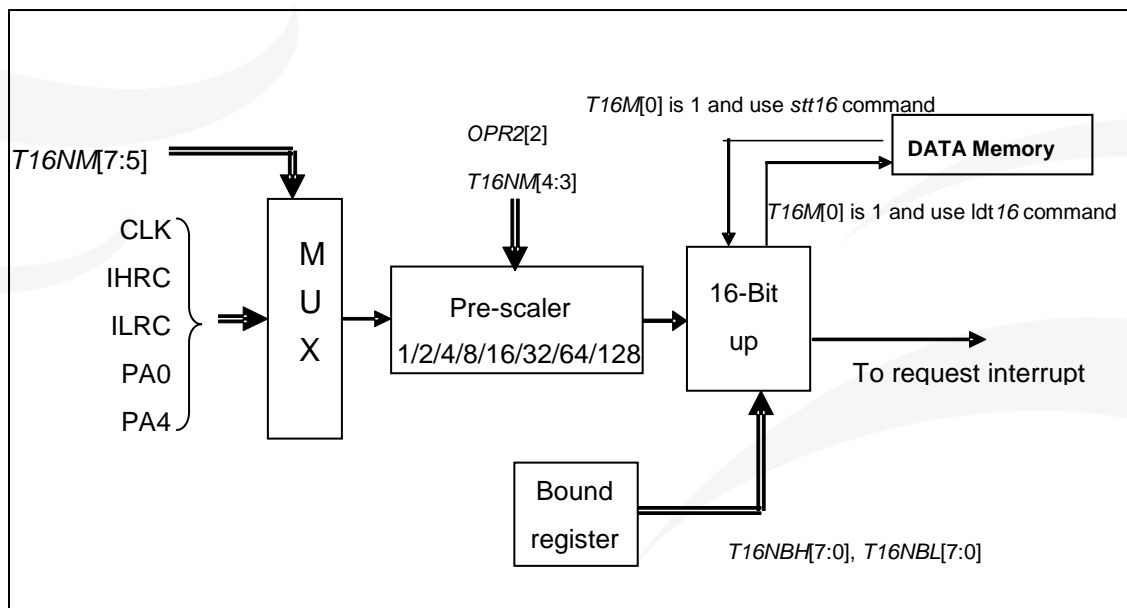 T16M[0] is 1 and use stt16 command
OPR2[2]
DATA Memory
T16NM[7:5]
T16NM[4:3]
T16M[0] is 1 and use ldt16 command
CLK
IHRC
ILRC
PA0
PA4
M
U
X
Pre-scaler
1/2/4/8/16/32/64/128
16-Bit
up
To request interrupt
Bound
register
T16NBH[7:0], T16NBL[7:0]